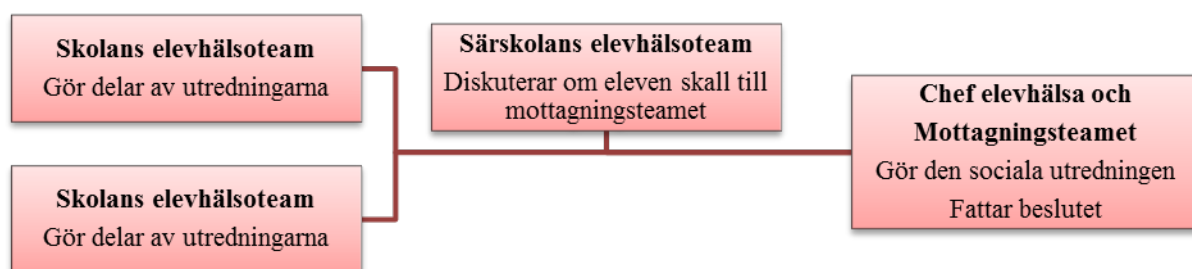 Skolans elevhälsoteam
Gör delar av utredningarna
Skolans elevhälsoteam
Gör delar av utredningarna
Särskolans elevhälsoteam
Diskuterar om eleven skall till
mottagningsteamet
Chef elevhälsa och
Mottagningsteamet
Gör den sociala utredningen
Fattar beslutet